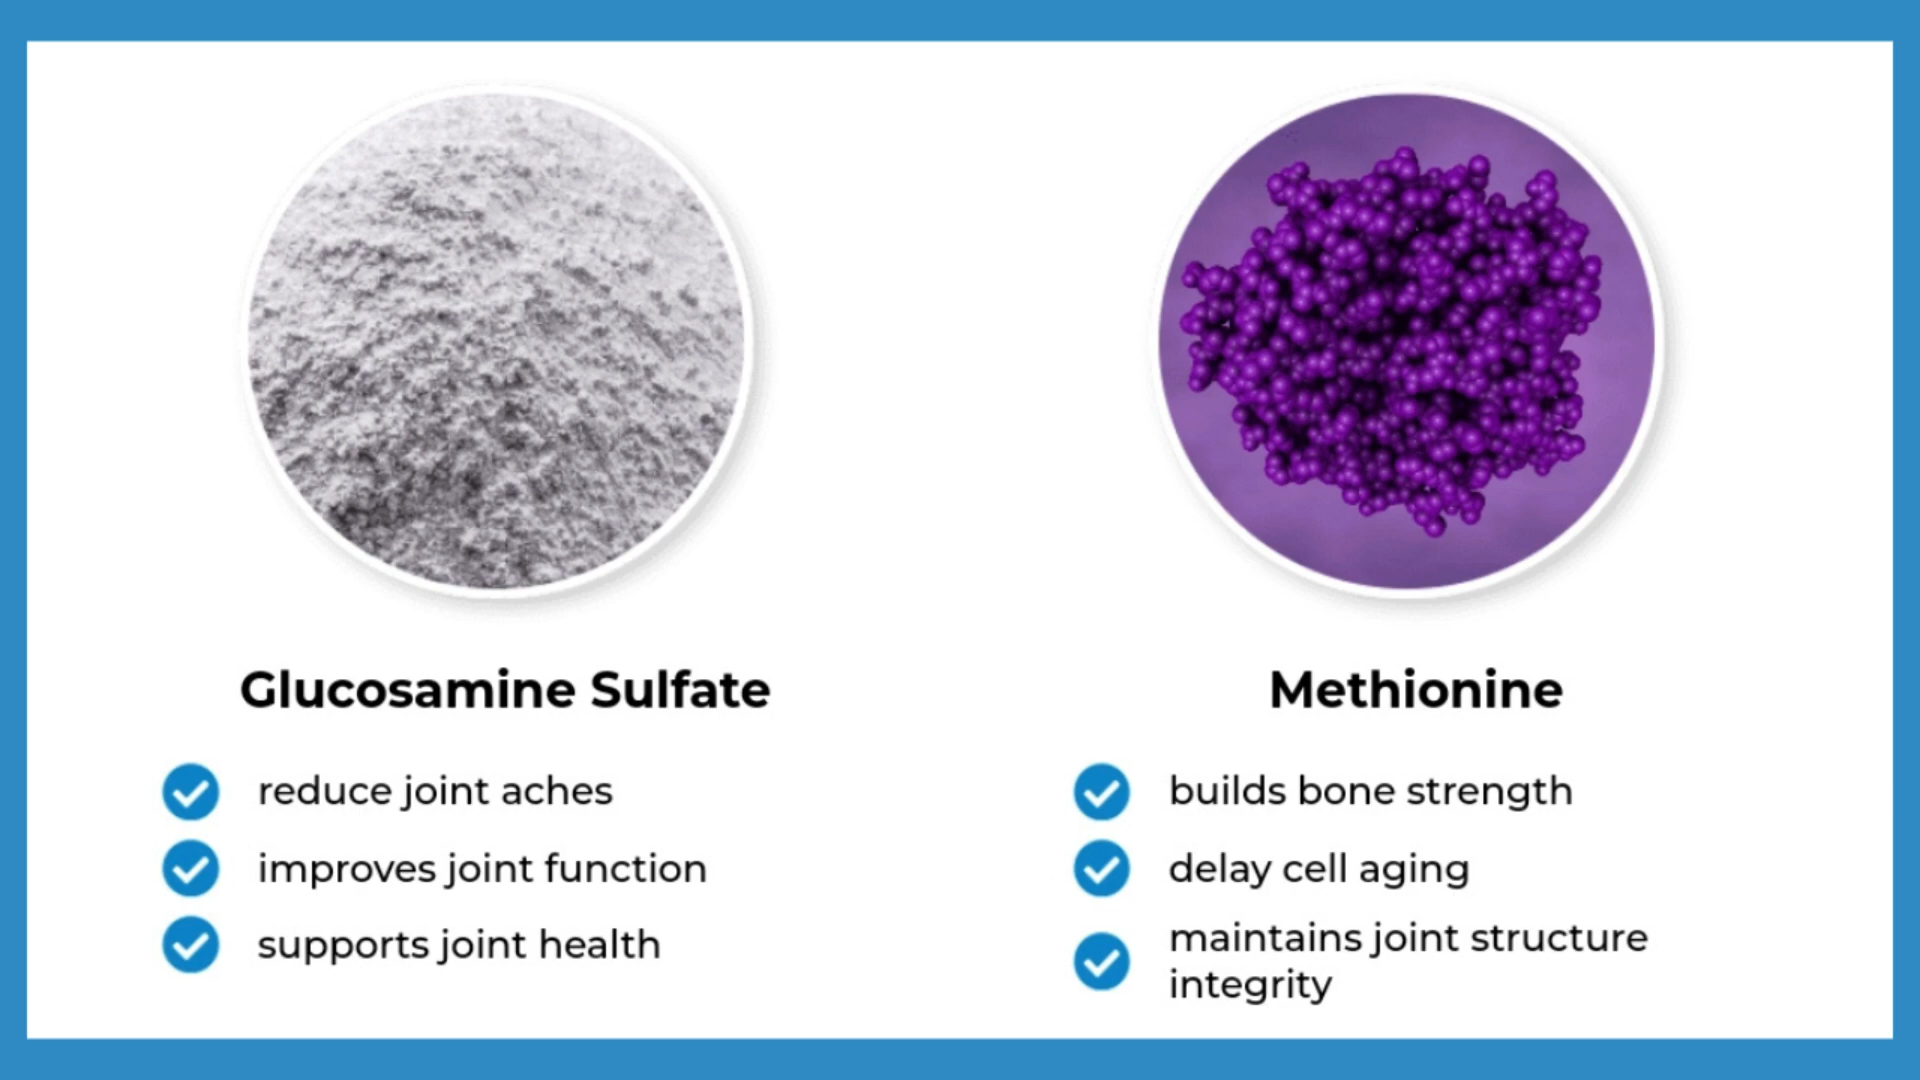 Glucosamine Sulfate
reduce joint aches
improves joint function
supports joint health
Methionine
builds bone strength
delay cell aging
maintains joint structure
integrity